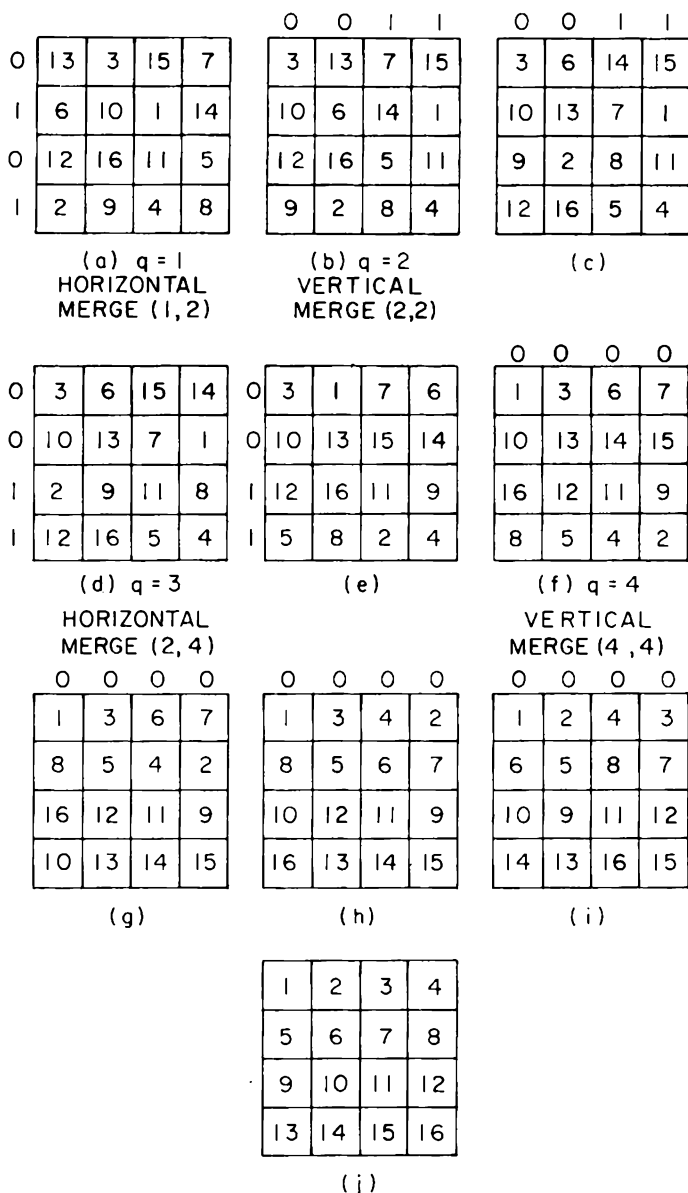 0 0 1 1 0 0 1 1
0 13 3 15 7 3 13 7 15 3 6 14 15
1 6 10 1 14 10 6 14 1 10 13 7 1
0 12 16 11 5 12 16 5 11 9 2 8 11
1 2 9 4 8 9 2 8 4 12 16 5 4
(a) q = 1 (b) q = 2 (c)
HORIZONTAL VERTICAL
MERGE (1,2) MERGE (2,2)
0 0 0 0
0 3 6 15 14 0 3 1 7 6 1 3 6 7
0 10 13 7 1 0 10 13 15 14 10 13 14 15
1 2 9 11 8 1 12 16 11 9 16 12 11 9
1 12 16 5 4 1 5 8 2 4 8 5 4 2
(d) q = 3 (e) (f) q = 4
HORIZONTAL VERTICAL
MERGE (2,4) MERGE (4,4)
0 0 0 0 0 0 0 0 0 0 0 0
1 3 6 7 1 3 4 2 1 2 4 3
8 5 4 2 8 5 6 7 6 5 8 7
16 12 11 9 10 12 11 9 10 9 11 12
10 13 14 15 16 13 14 15 14 13 16 15
(g) (h) (i)
1 2 3 4
5 6 7 8
9 10 11 12
13 14 15 16
(j)